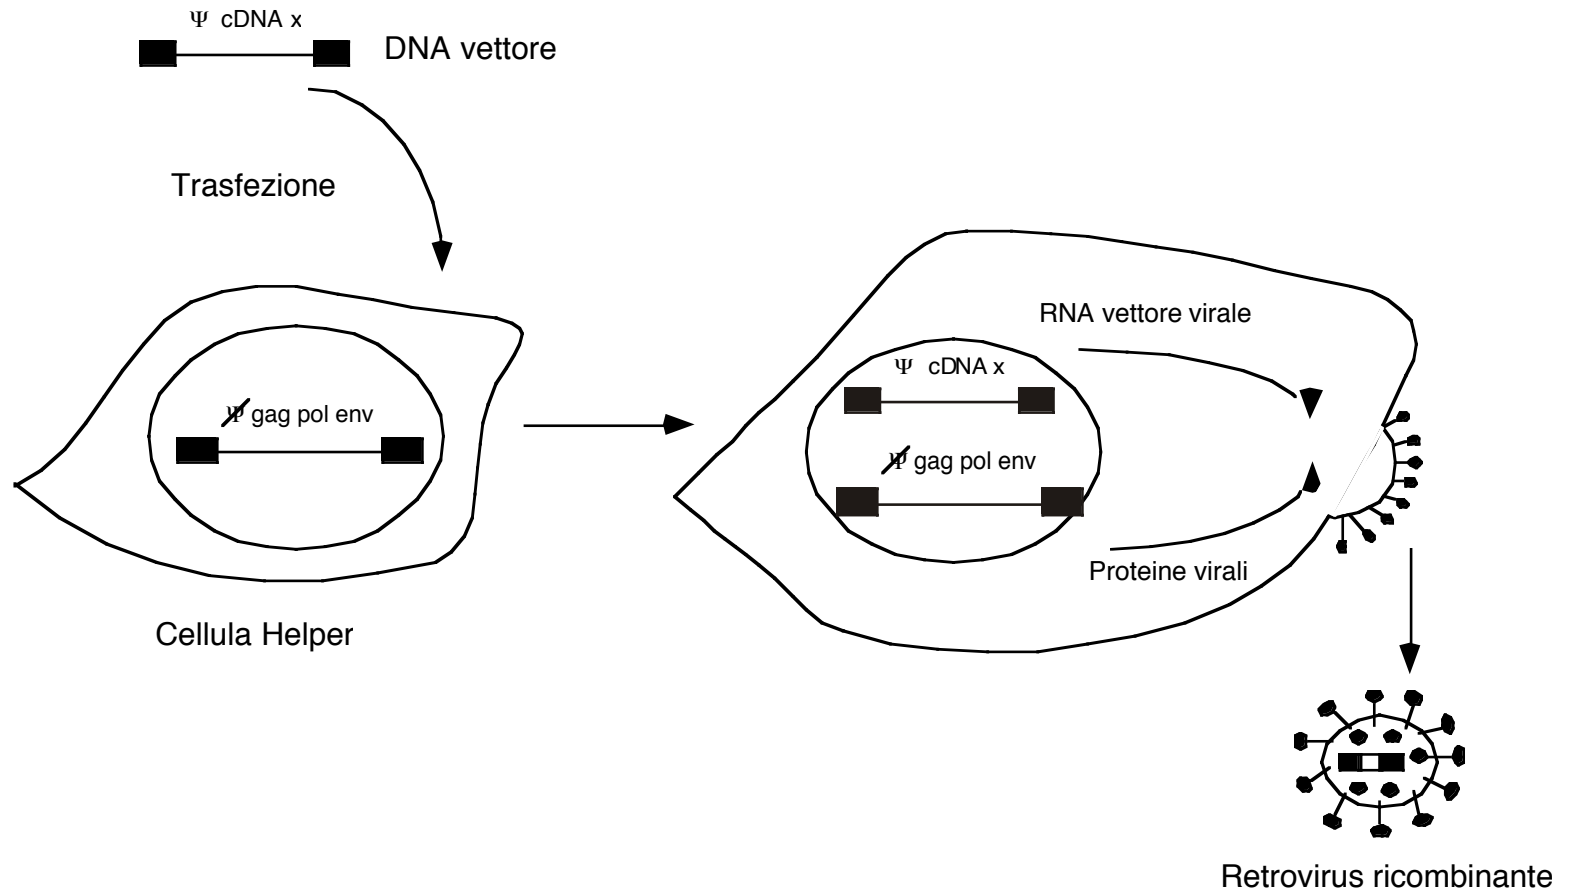 Ψ cDNA x
DNA vettore
Trasfezione
Ψ gag pol env
Cellula Helper
RNA vettore virale
Ψ cDNA x
Ψ gag pol env
Proteine virali
Retrovirus ricombinante